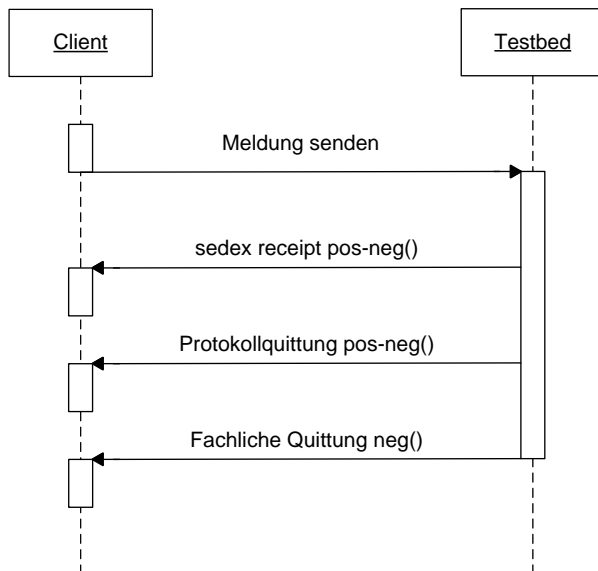 Client
Testbed
Meldung senden
sedex receipt pos-neg()
Protokollquittung pos-neg()
Fachliche Quittung neg()